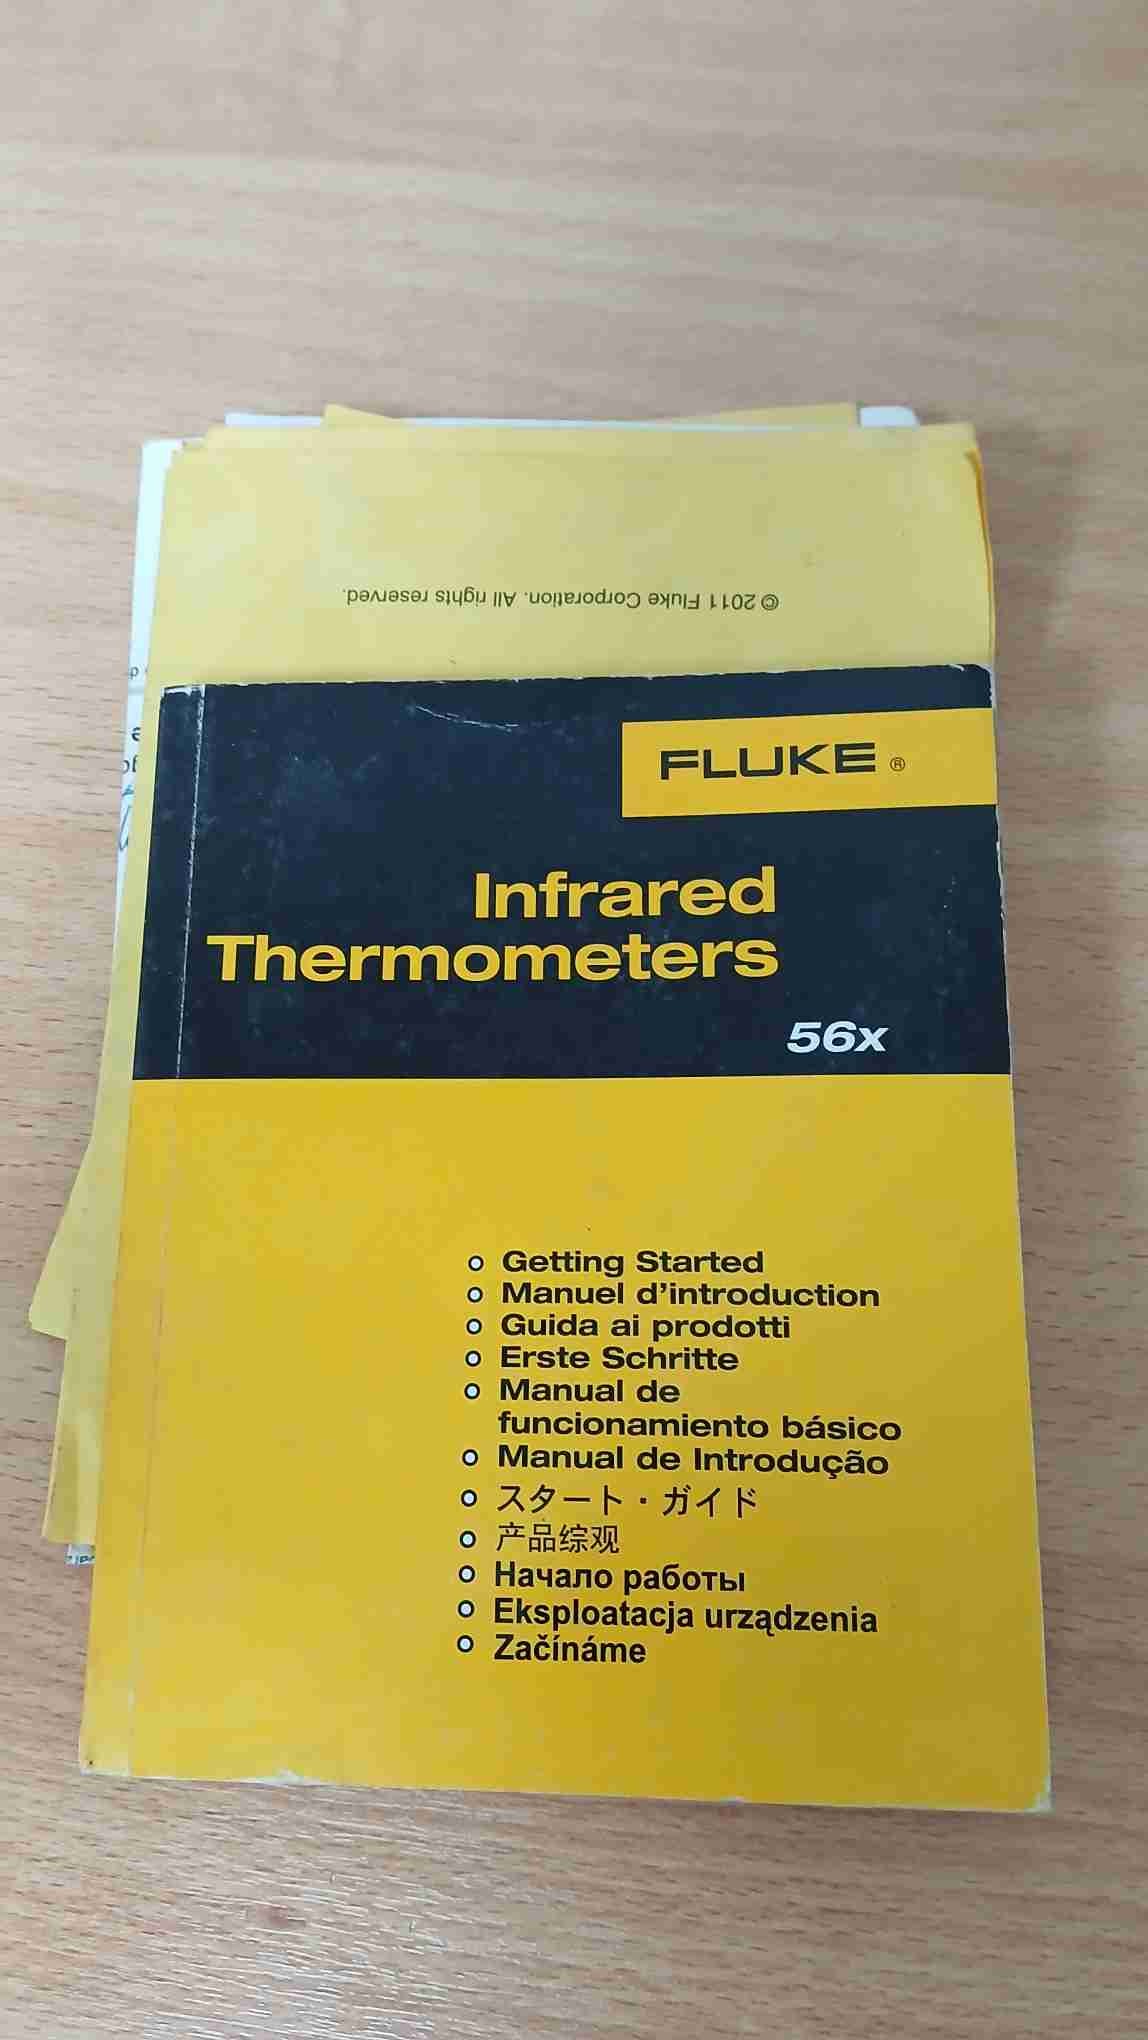 © 2011 Fluke Corporation. All rights reserved.
FLUKE ®
Infrared
Thermometers
56x
Getting Started
Manuel d’introduction
Guida ai prodotti
Erste Schritte
Manual de
funcionamiento básico
Manual de Introdução
スタート・ガイド
产品综观
Начало работы
Eksploatacja urządzenia
Začínáme